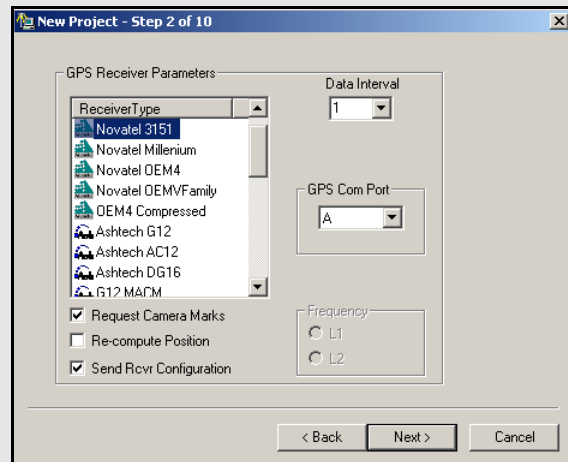 New Project - Step 2 of 10
GPS Receiver Parameters
ReceiverType
Novatel 3151
Novatel Millenium
Novatel OEM4
Novatel OEMVFamily
OEM4 Compressed
Ashtech G12
Ashtech AC12
Ashtech DG16
G12 MACM
Request Camera Marks
Re-compute Position
Send Rcvr Configuration
Data Interval
1
GPS Com Port
A
Frequency
L1
L2
< Back
Next >
Cancel